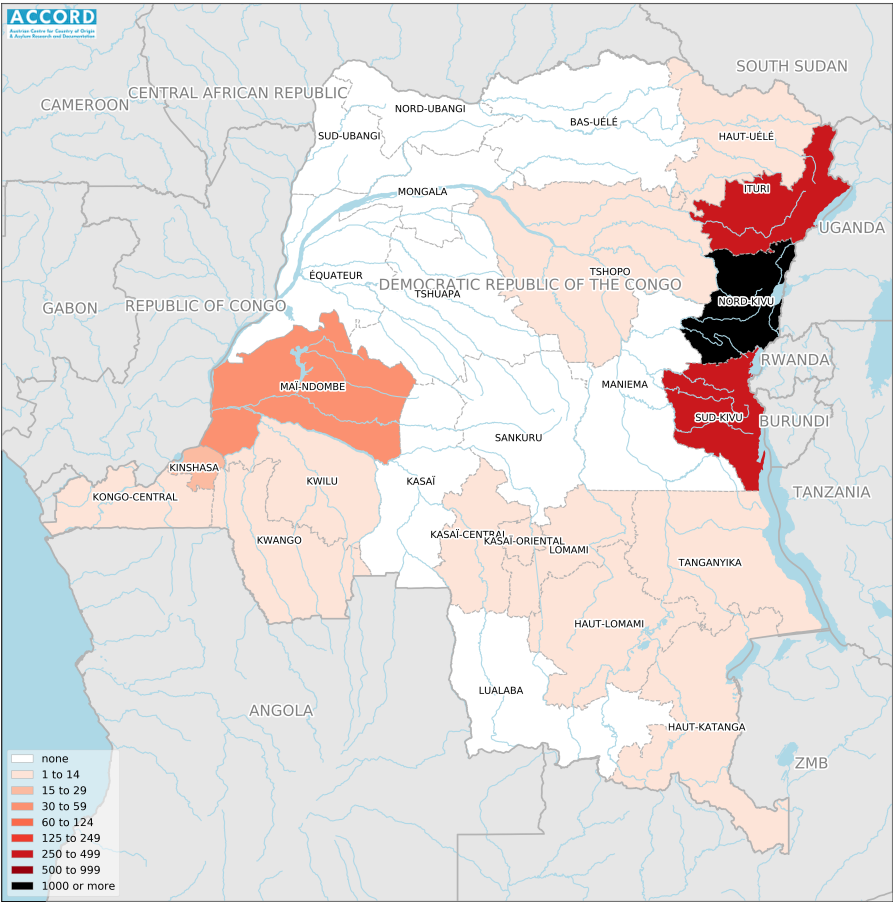 ACCORD
Austrian Centre for Country of Origin
& Asylum Research and Documentation
SOUTH SUDAN
CENTRAL AFRICAN REPUBLIC
CAMEROON
NORD-UBANGI
BAS-UÉLÉ
SUD-UBANGI
HAUT-UÉLÉ
ITURI
MONGALA
UGANDA
ÉQUATEUR
TSHOPO
DEMOCRATIC REPUBLIC OF THE CONGO
TSHUAPA
NORD-KIVU
REPUBLIC OF CONGO
GABON
RWANDA
MAÏ-NDOMBE
MANIEMA
SUD-KIVU
BURUNDI
SANKURU
KINSHASA
KWILU
KASAÏ
TANZANIA
KONGO-CENTRAL
KASAÏ-CENTRAL
KASAÏ-ORIENTAL
KWANGO
LOMAMI
TANGANYIKA
HAUT-LOMAMI
LUALABA
ANGOLA
HAUT-KATANGA
ZMB
none
1 to 14
15 to 29
30 to 59
60 to 124
125 to 249
250 to 499
500 to 999
1000 or more